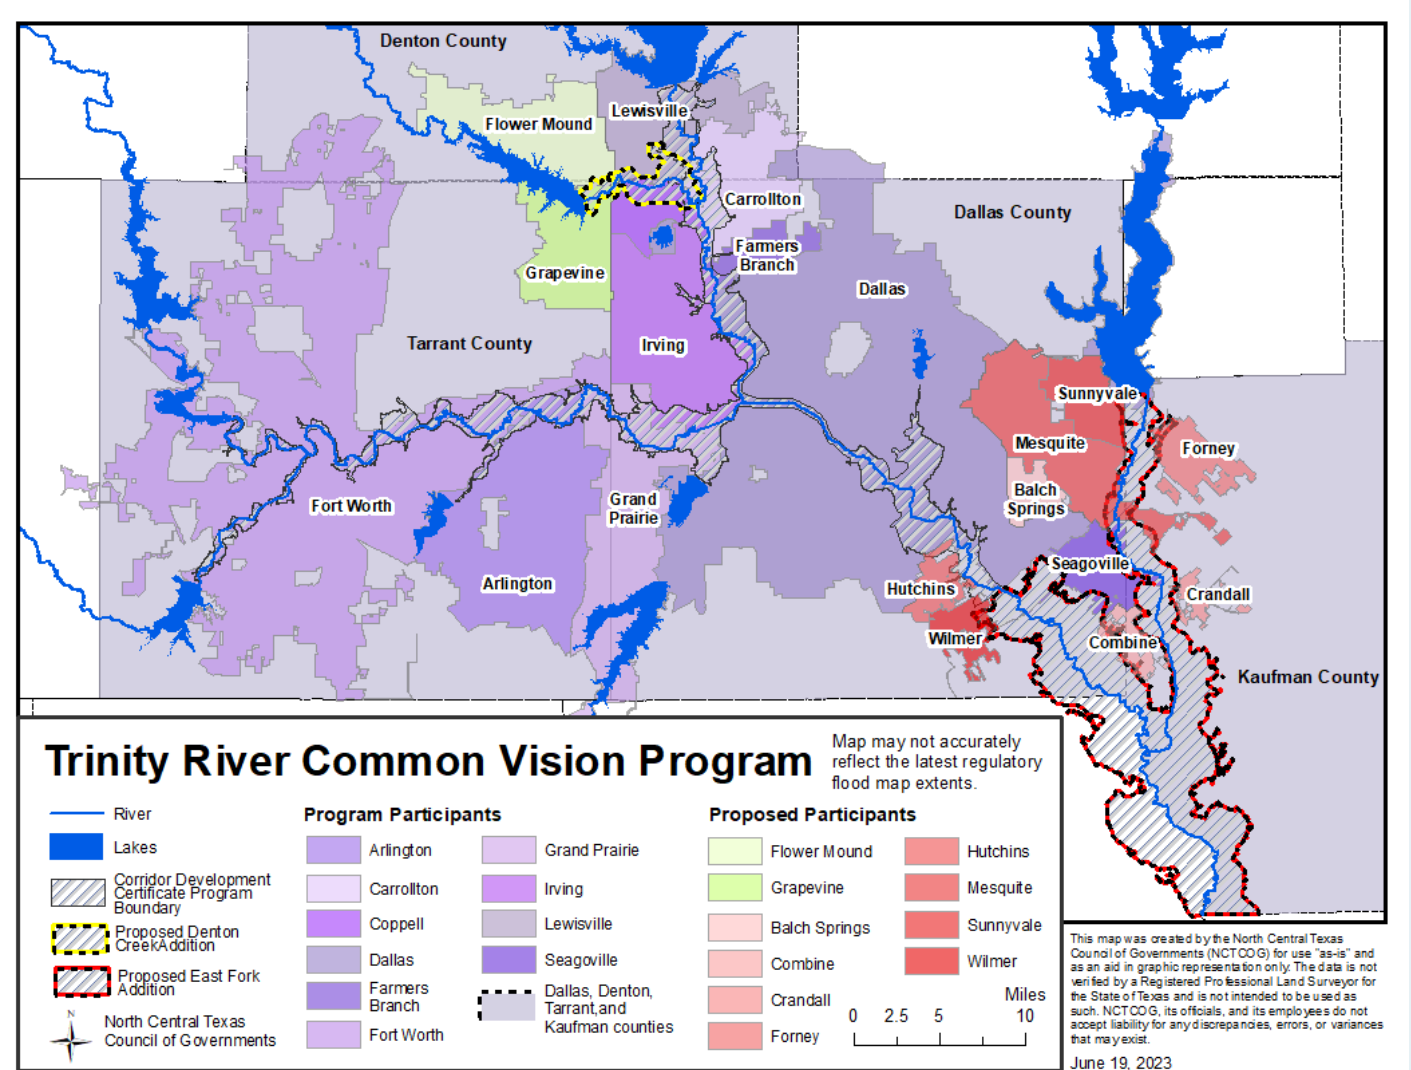 Denton County
Lewisville
Flower Mound
Carrollton
Dallas County
Farmers
Branch
Grapevine
Dallas
Tarrant County
Irving
Sunnyvale
Mesquite
Forney
Balch
Springs
Grand
Prairie
Fort Worth
Seagoville
Arlington
Hutchins
Crandall
Wilmer
Combine
Kaufman County
Trinity River Common Vision Program
Map may not accurately
reflect the latest regulatory
flood map extents.
River
Lakes
Corridor Development
Certificate Program
Boundary
Proposed Denton
CreekAddition
Proposed East Fork
Addition
N
North Central Texas
Council of Governments
Program Participants
Arlington
Carrollton
Coppell
Dallas
Farmers
Branch
Fort Worth
Grand Prairie
Irving
Lewisville
Seagoville
Dallas, Denton,
Tarrant,and
Kaufman counties
Proposed Participants
Flower Mound
Grapevine
Balch Springs
Combine
Crandall
Forney
Hutchins
Mesquite
Sunnyvale
Wilmer
Miles
0 2.5 5 10
This map was created by the North Central Texas
Council of Governments (NCTCOG) for use "as-is" and
as an aid in graphic representation only. The data is not
verified by a Registered Professional Land Surveyor for
the State of Texas and is not intended to be used as
such. NCTCOG, its officials, and its employees do not
accept liability for any discrepancies, errors, or variances
that may exist.
June 19, 2023